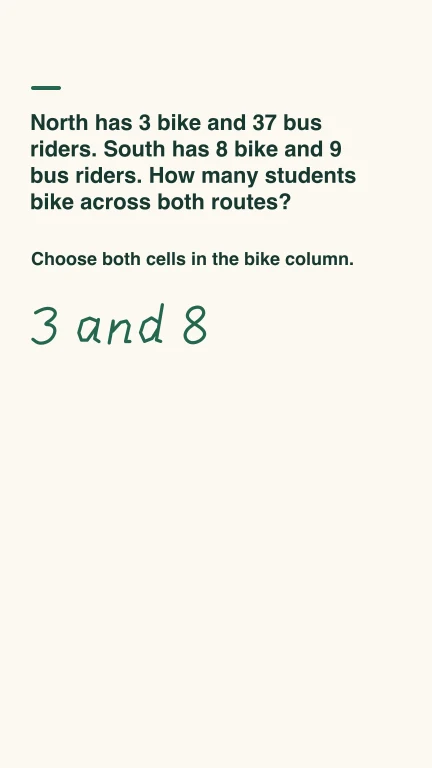 North has 3 bike and 37 bus
riders. South has 8 bike and 9
bus riders. How many students
bike across both routes?
Choose both cells in the bike column.
3 and 8